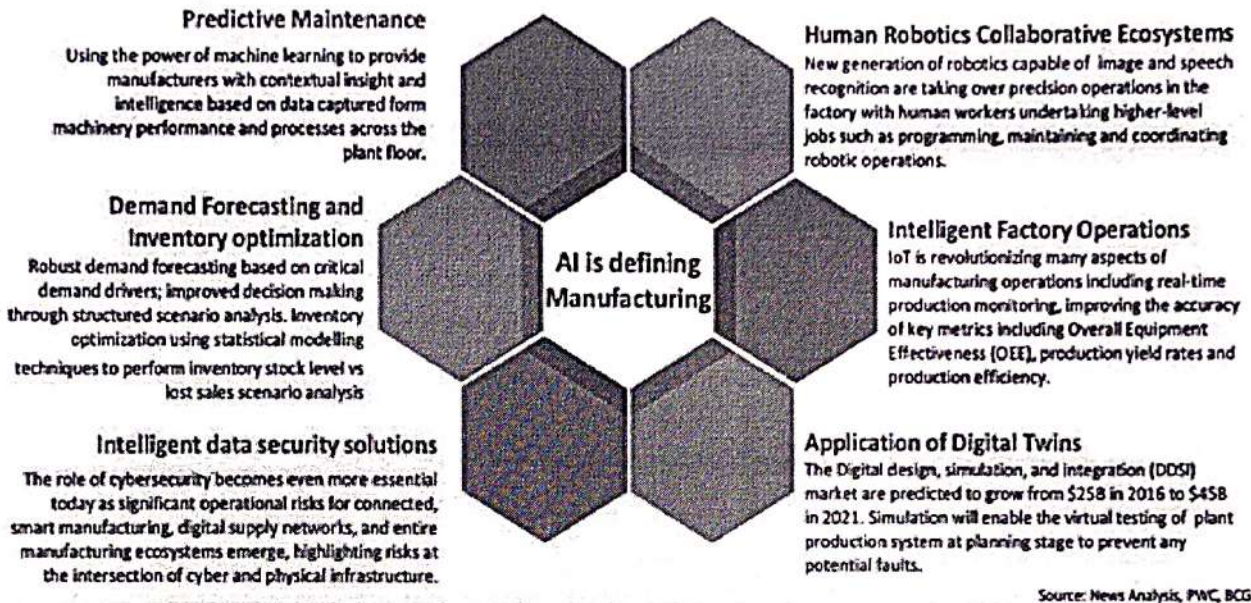 Predictive Maintenance
Using the power of machine learning to provide
manufacturers with contextual insight and
intelligence based on data captured form
machinery performance and processes across the
plant floor.
Demand Forecasting and
Inventory optimization
Robust demand forecasting based on critical
demand drivers; improved decision making
through structured scenario analysis. Inventory
optimization using statistical modelling
techniques to perform inventory stock level vs
lost sales scenario analysis
Intelligent data security solutions
The role of cybersecurity becomes even more essential
today as significant operational risks for connected,
smart manufacturing, digital supply networks, and entire
manufacturing ecosystems emerge, highlighting risks at
the intersection of cyber and physical infrastructure.
AI is defining
Manufacturing
Human Robotics Collaborative Ecosystems
New generation of robotics capable of image and speech
recognition are taking over precision operations in the
factory with human workers undertaking higher-level
jobs such as programming, maintaining and coordinating
robotic operations.
Intelligent Factory Operations
IoT is revolutionizing many aspects of
manufacturing operations including real-time
production monitoring, improving the accuracy
of key metrics including Overall Equipment
Effectiveness (OEE), production yield rates and
production efficiency.
Application of Digital Twins
The Digital design, simulation, and integration (DDSI)
market are predicted to grow from $25B in 2016 to $45B
in 2021. Simulation will enable the virtual testing of plant
production system at planning stage to prevent any
potential faults.
Source: News Analysis, PWC, BCG